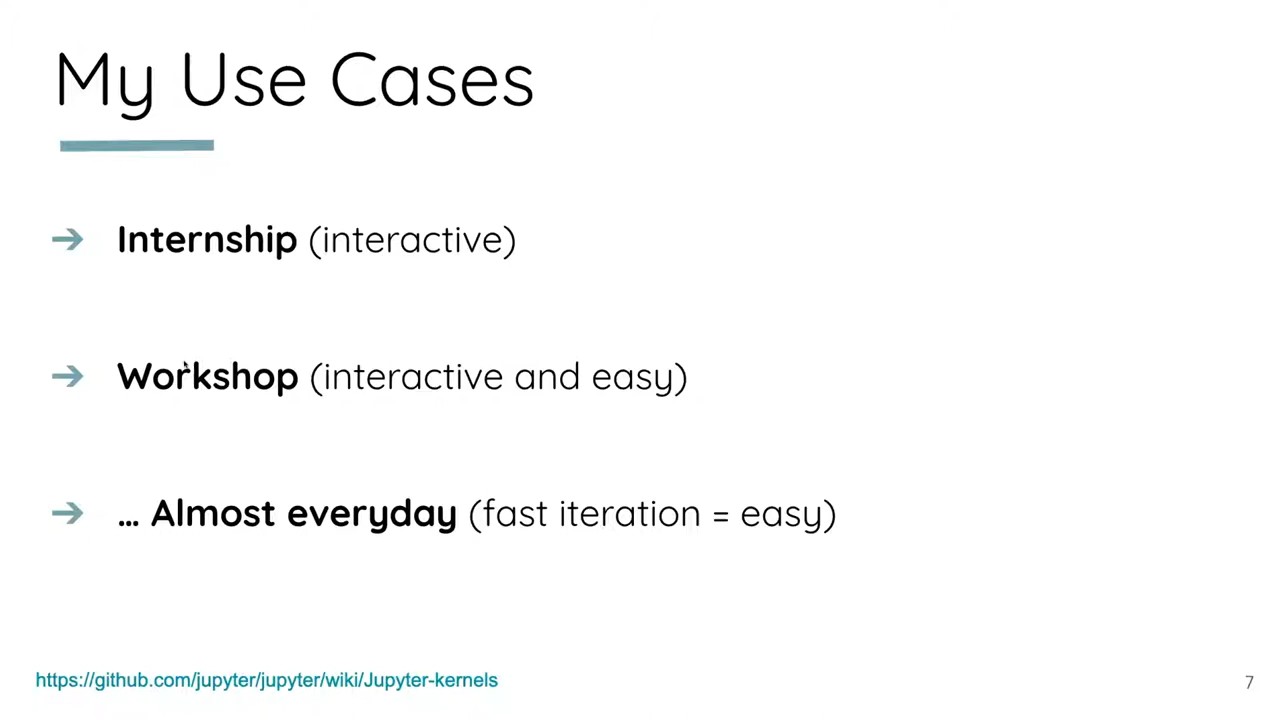 My Use Cases
➔ Internship (interactive)
➔ Workshop (interactive and easy)
➔ … Almost everyday (fast iteration = easy)
https://github.com/jupyter/jupyter/wiki/Jupyter-kernels
7